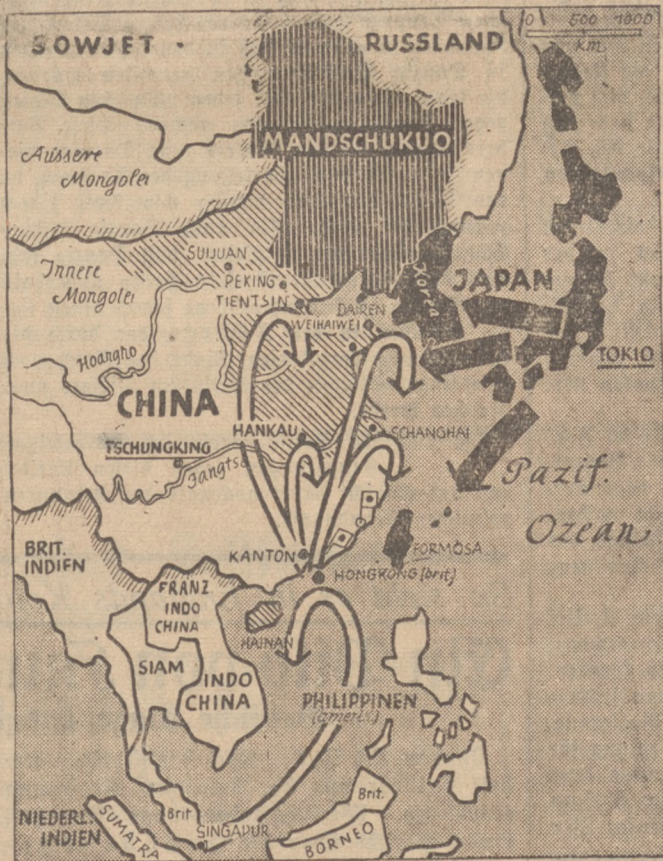 SOWJET
RUSSLAND
0 500 1000
km
MANDSCHUKUO
Äussere
Mongolei
SUIJUAN
PEKING
TIENTSIN
Innere
Mongolei
Korea
JAPAN
DAIREN
WEIHAIWEI
Hoangho
TOKIO
CHINA
HANKAU
SCHANGHAI
TSCHUNGKING
Jangtse
Pazif.
Ozean
BRIT.
INDIEN
KANTON
FORMOSA
HONGKONG (brit)
FRANZ
INDO
CHINA
HAINAN
SIAM
INDO
CHINA
PHILIPPINEN
NIEDERL.
INDIEN
SUMATRA
Brit
SINGAPUR
Brit.
BORNEO